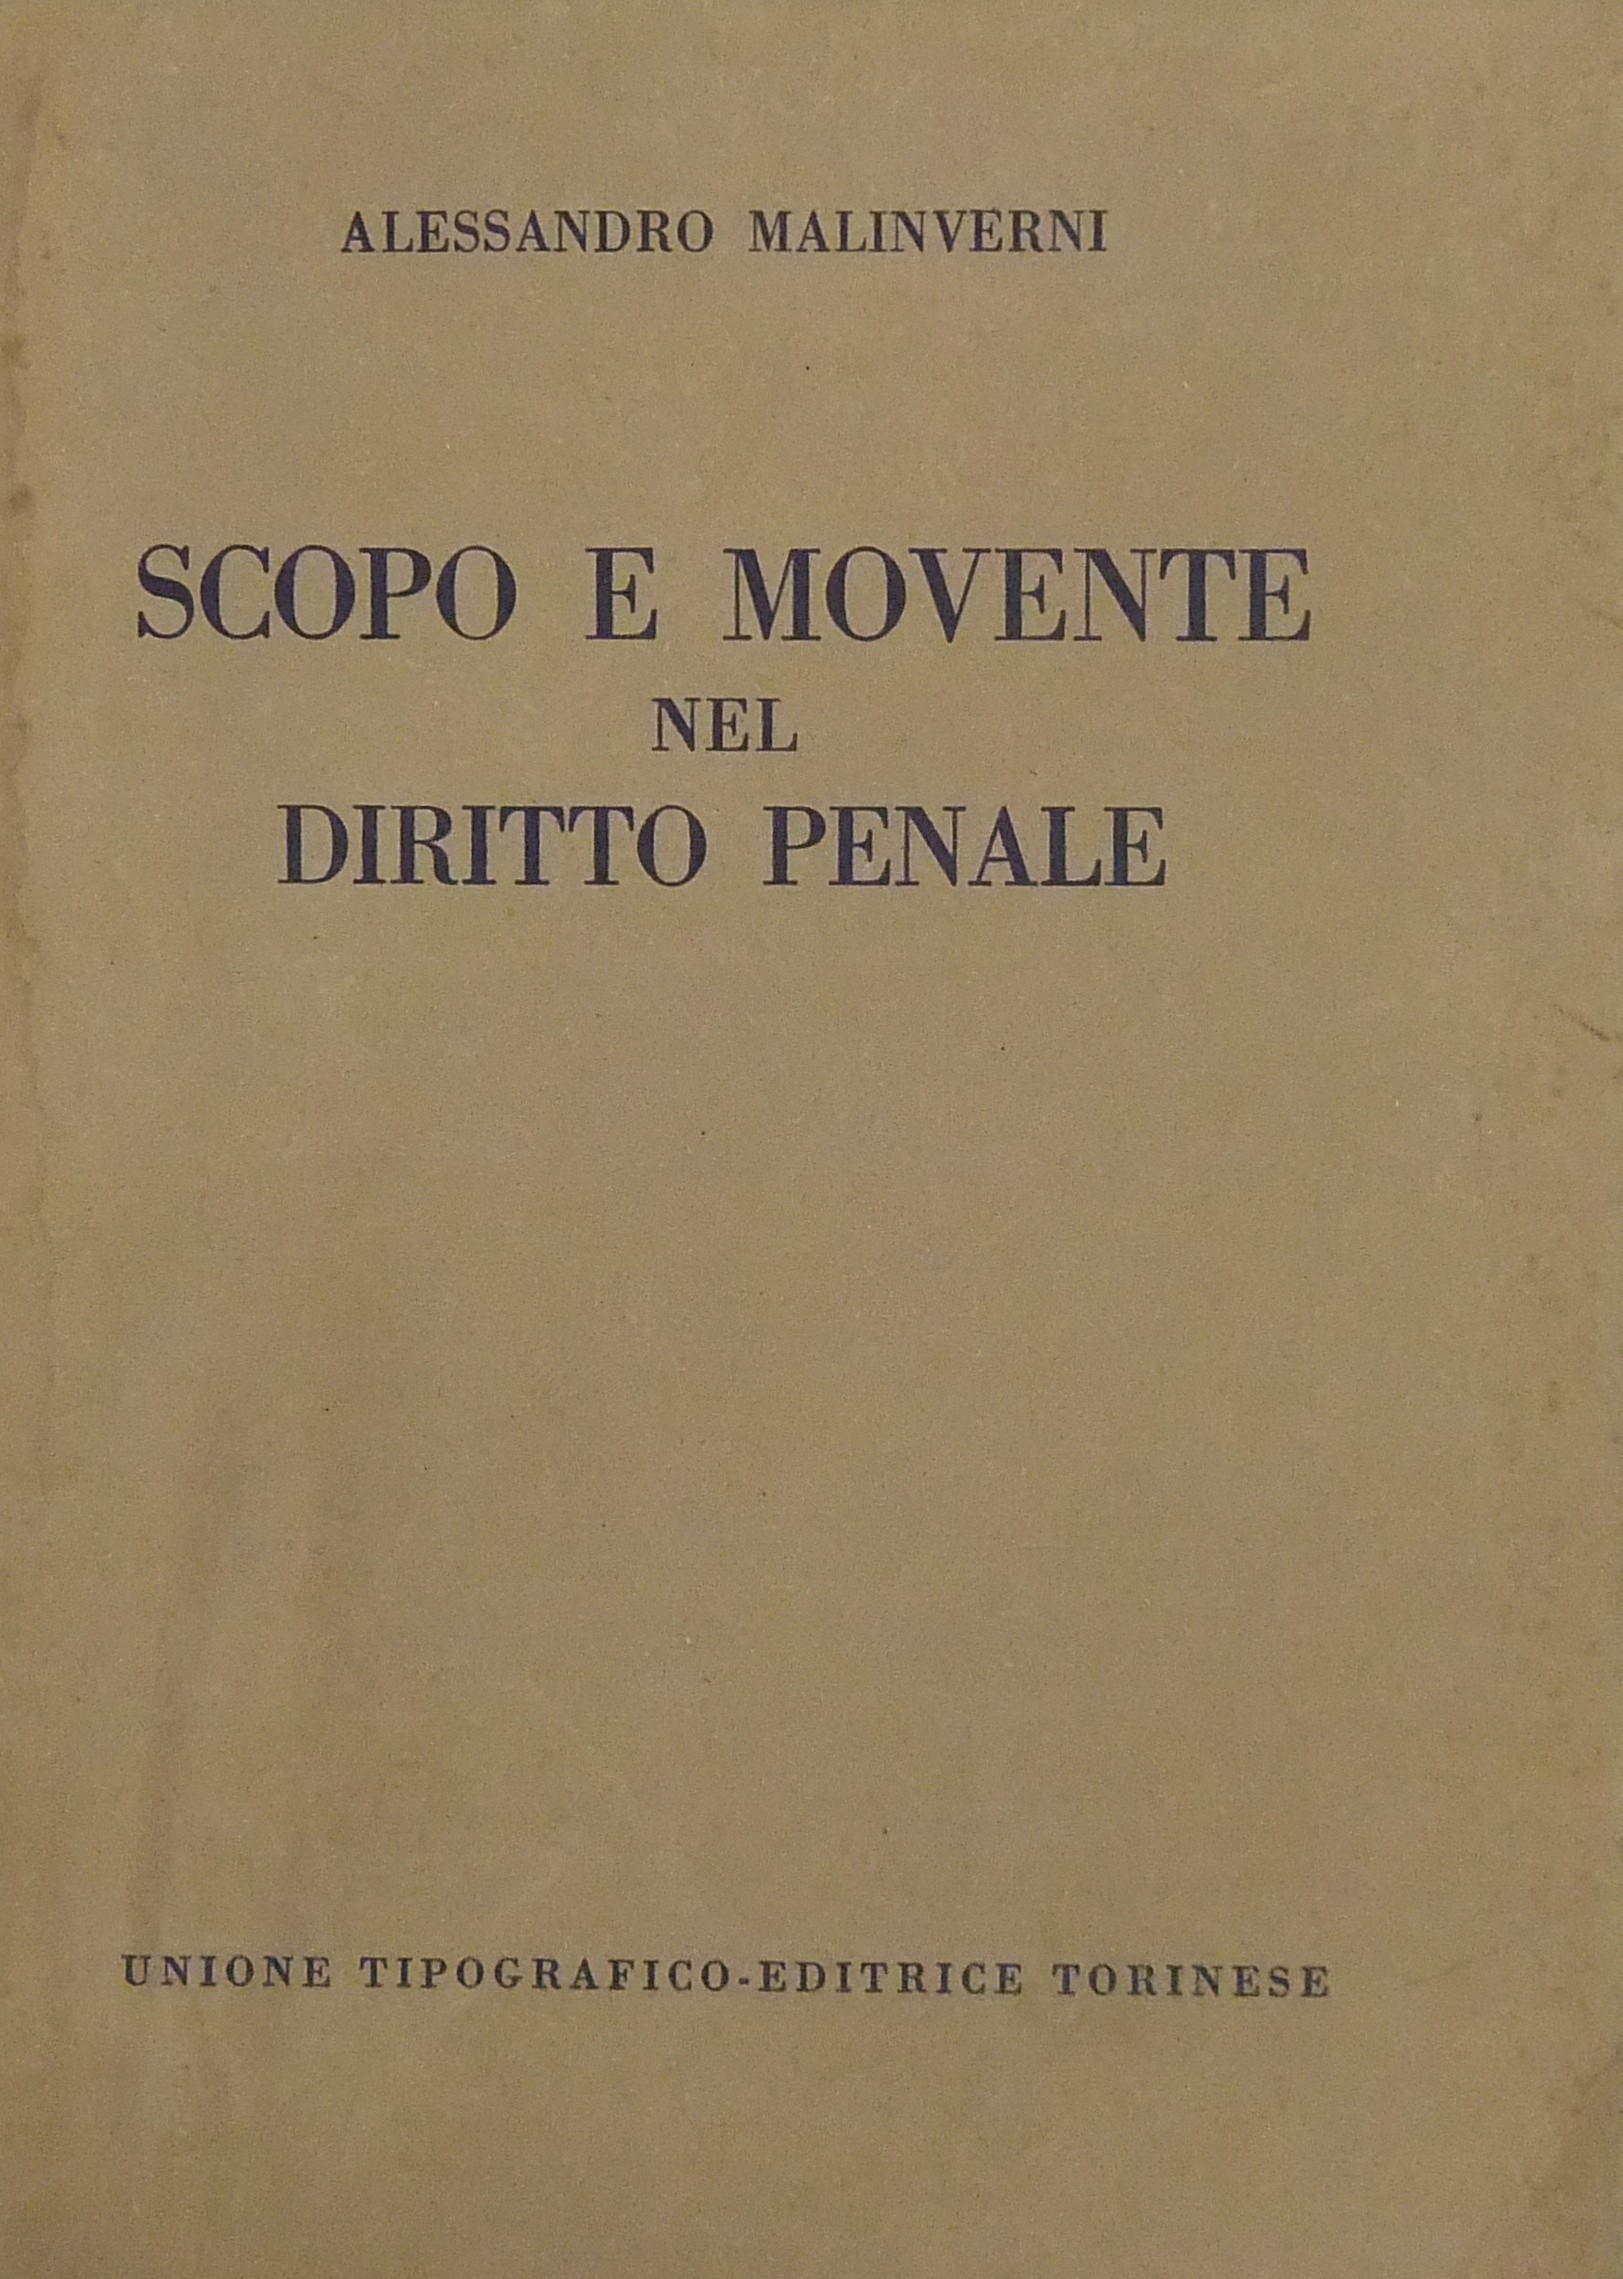 ALESSANDRO MALINVERNI
SCOPO E MOVENTE
NEL
DIRITTO PENALE
UNIONE TIPOGRAFICO-EDITRICE TORINESE